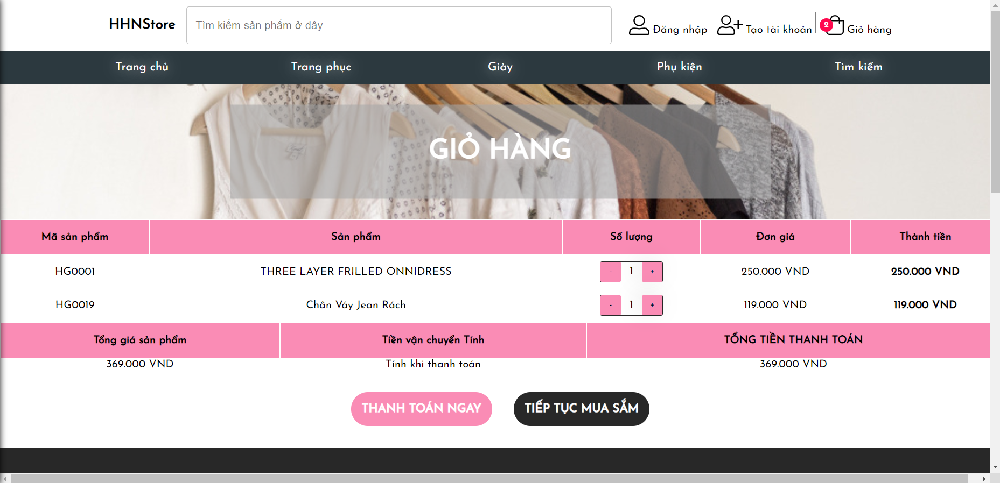 HHNStore
Tìm kiếm sản phẩm ở đây
Đăng nhập
Tạo tài khoản
2
Giỏ hàng
Trang chủ
Trang phục
Giày
Phụ kiện
Tìm kiếm
GIỎ HÀNG
Mã sản phẩm
Sản phẩm
Số lượng
Đơn giá
Thành tiền
HG0001
THREE LAYER FRILLED ONNIDRESS
- 1 +
250.000 VND
250.000 VND
HG0019
Chân Váy Jean Rách
- 1 +
119.000 VND
119.000 VND
Tổng giá sản phẩm
Tiền vận chuyển Tính
TỔNG TIỀN THANH TOÁN
369.000 VND
Tính khi thanh toán
369.000 VND
THANH TOÁN NGAY
TIẾP TỤC MUA SẮM